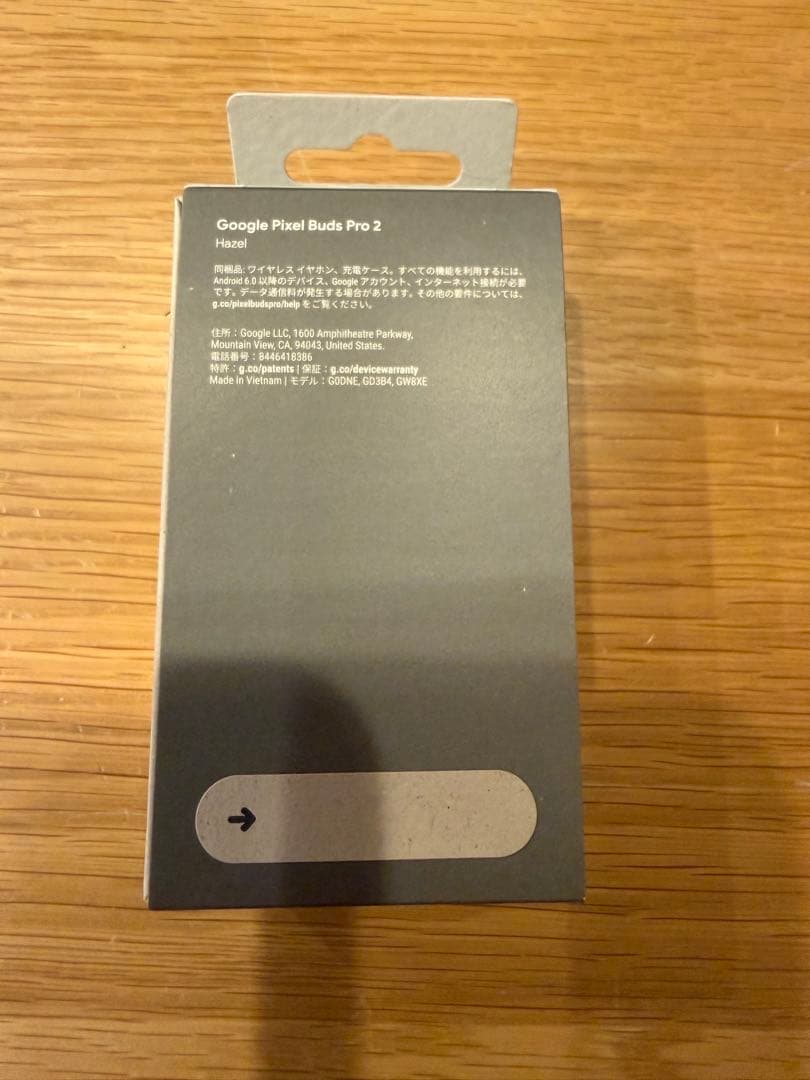 Google Pixel Buds Pro 2
Hazel
同梱品: ワイヤレス イヤホン、充電ケース。すべての機能を利用するには、
Android 6.0 以降のデバイス、Google アカウント、インターネット接続が必要
です。データ通信料が発生する場合があります。その他の要件については、
g.co/pixelbudspro/help をご覧ください。
住所：Google LLC, 1600 Amphitheatre Parkway,
Mountain View, CA, 94043, United States.
電話番号：8446418386
特許：g.co/patents | 保証：g.co/devicewarranty
Made in Vietnam | モデル：G0DNE, GD3B4, GW8XE